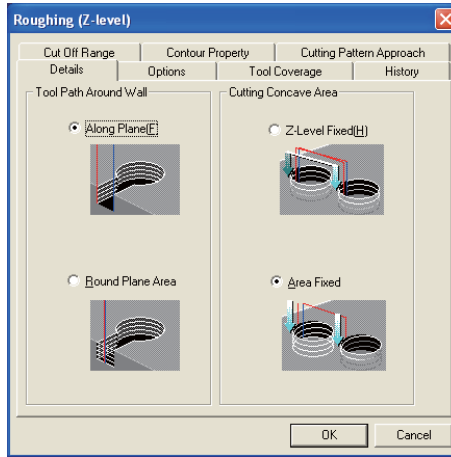 Roughing (Z-level)
Cut Off Range Contour Property Cutting Pattern Approach
Details Options Tool Coverage History
Tool Path Around Wall Cutting Concave Area
Along Plane(F) Z-Level Fixed(H)
Round Plane Area Area Fixed
OK Cancel